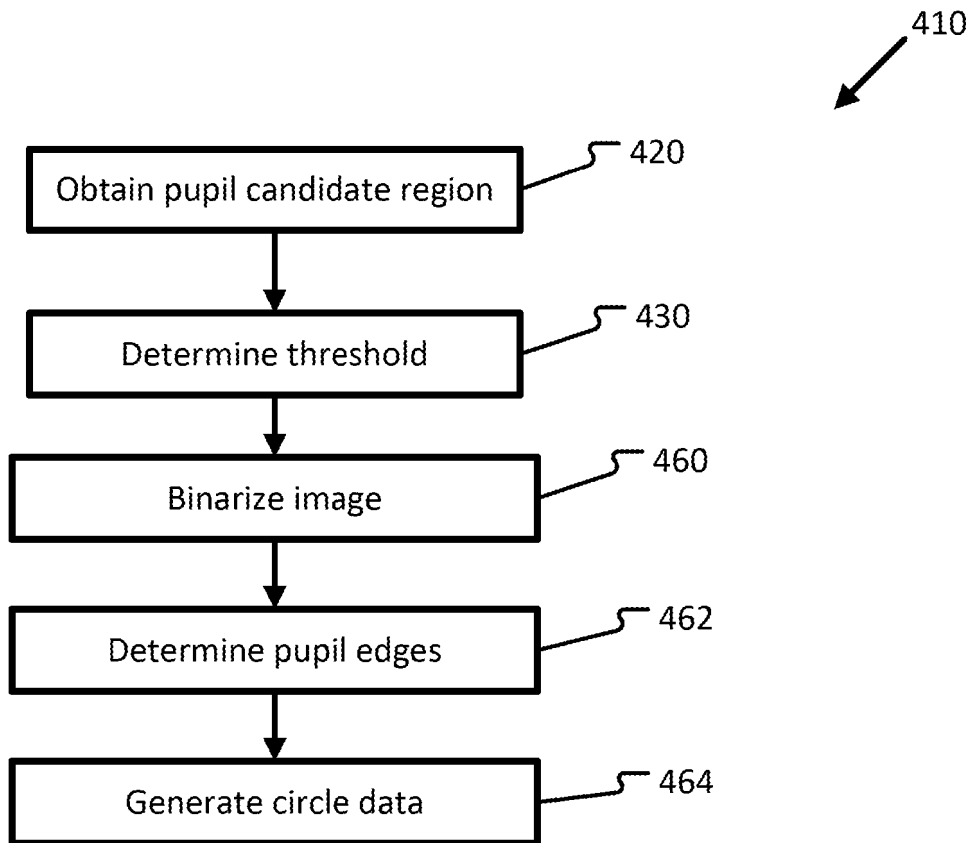 410
Obtain pupil candidate region
420
Determine threshold
430
Binarize image
460
Determine pupil edges
462
Generate circle data
464